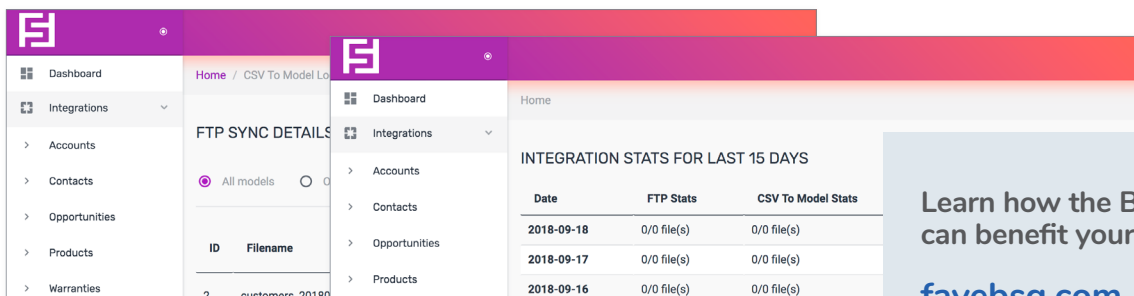 Dashboard
Integrations
Accounts
Contacts
Opportunities
Products
Warranties
Home / CSV To Model
FTP SYNC DETAILS
All models
ID Filename
Dashboard
Integrations
Accounts
Contacts
Opportunities
Products
Home
INTEGRATION STATS FOR LAST 15 DAYS
Date FTP Stats CSV To Model Stats
2018-09-18 0/0 file(s) 0/0 file(s)
2018-09-17 0/0 file(s) 0/0 file(s)
2018-09-16 0/0 file(s) 0/0 file(s)
Learn how the
can benefit your